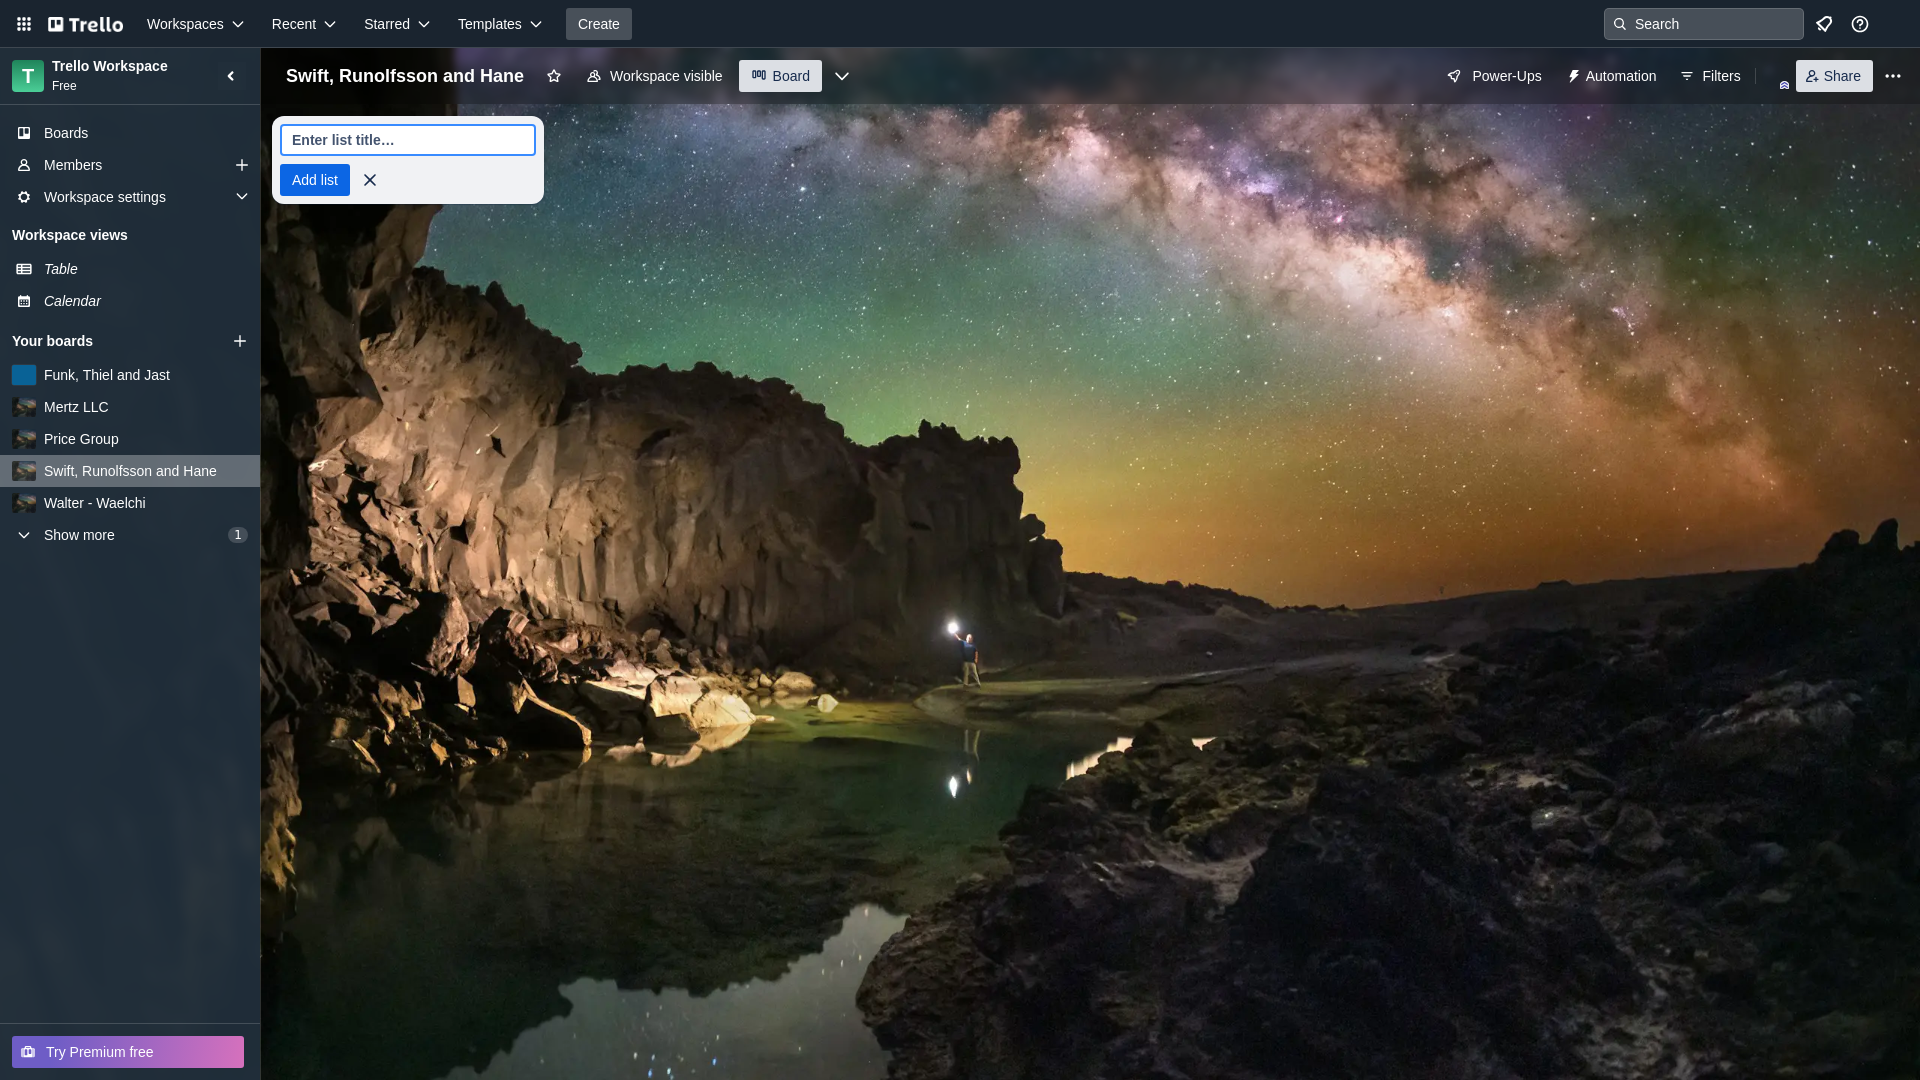 Trello
Workspaces
Recent
Starred
Templates
Create
Search
T
Trello Workspace
Free
Swift, Runolfsson and Hane
Workspace visible
Board
Power-Ups
Automation
Filters
Share
Boards
Members
Workspace settings
Workspace views
Table
Calendar
Your boards
Funk, Thiel and Jast
Mertz LLC
Price Group
Swift, Runolfsson and Hane
Walter - Waelchi
Show more
1
Try Premium free
Enter list title…
Add list